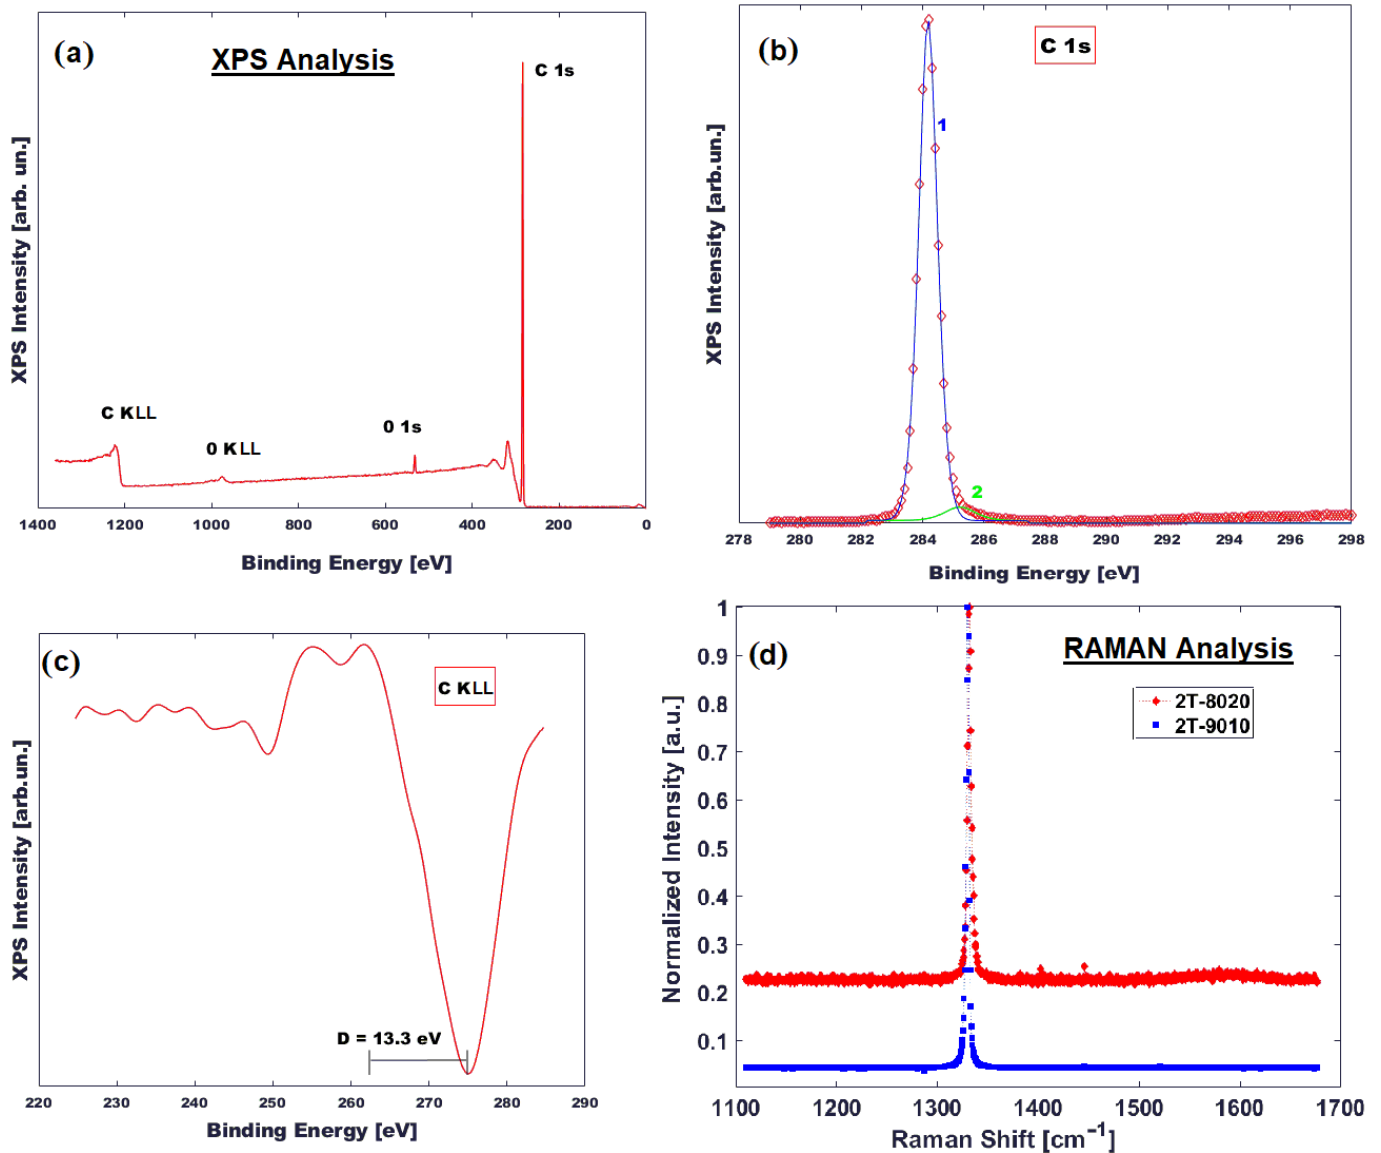 (a)
XPS Analysis
C 1s
C KLL
0 KLL
0 1s
XPS Intensity [arb. un.]
1400 1200 1000 800 600 400 200 0
Binding Energy [eV]
(b)
C 1s
1
2
XPS Intensity [arb.un.]
278 280 282 284 286 288 290 292 294 296 298
Binding Energy [eV]
(c)
C KLL
D = 13.3 eV
XPS Intensity [arb.un.]
220 230 240 250 260 270 280 290
Binding Energy [eV]
(d)
RAMAN Analysis
2T-8020
2T-9010
Normalized Intensity [a.u.]
1
0.9
0.8
0.7
0.6
0.5
0.4
0.3
0.2
0.1
1100 1200 1300 1400 1500 1600 1700
Raman Shift [cm⁻¹]